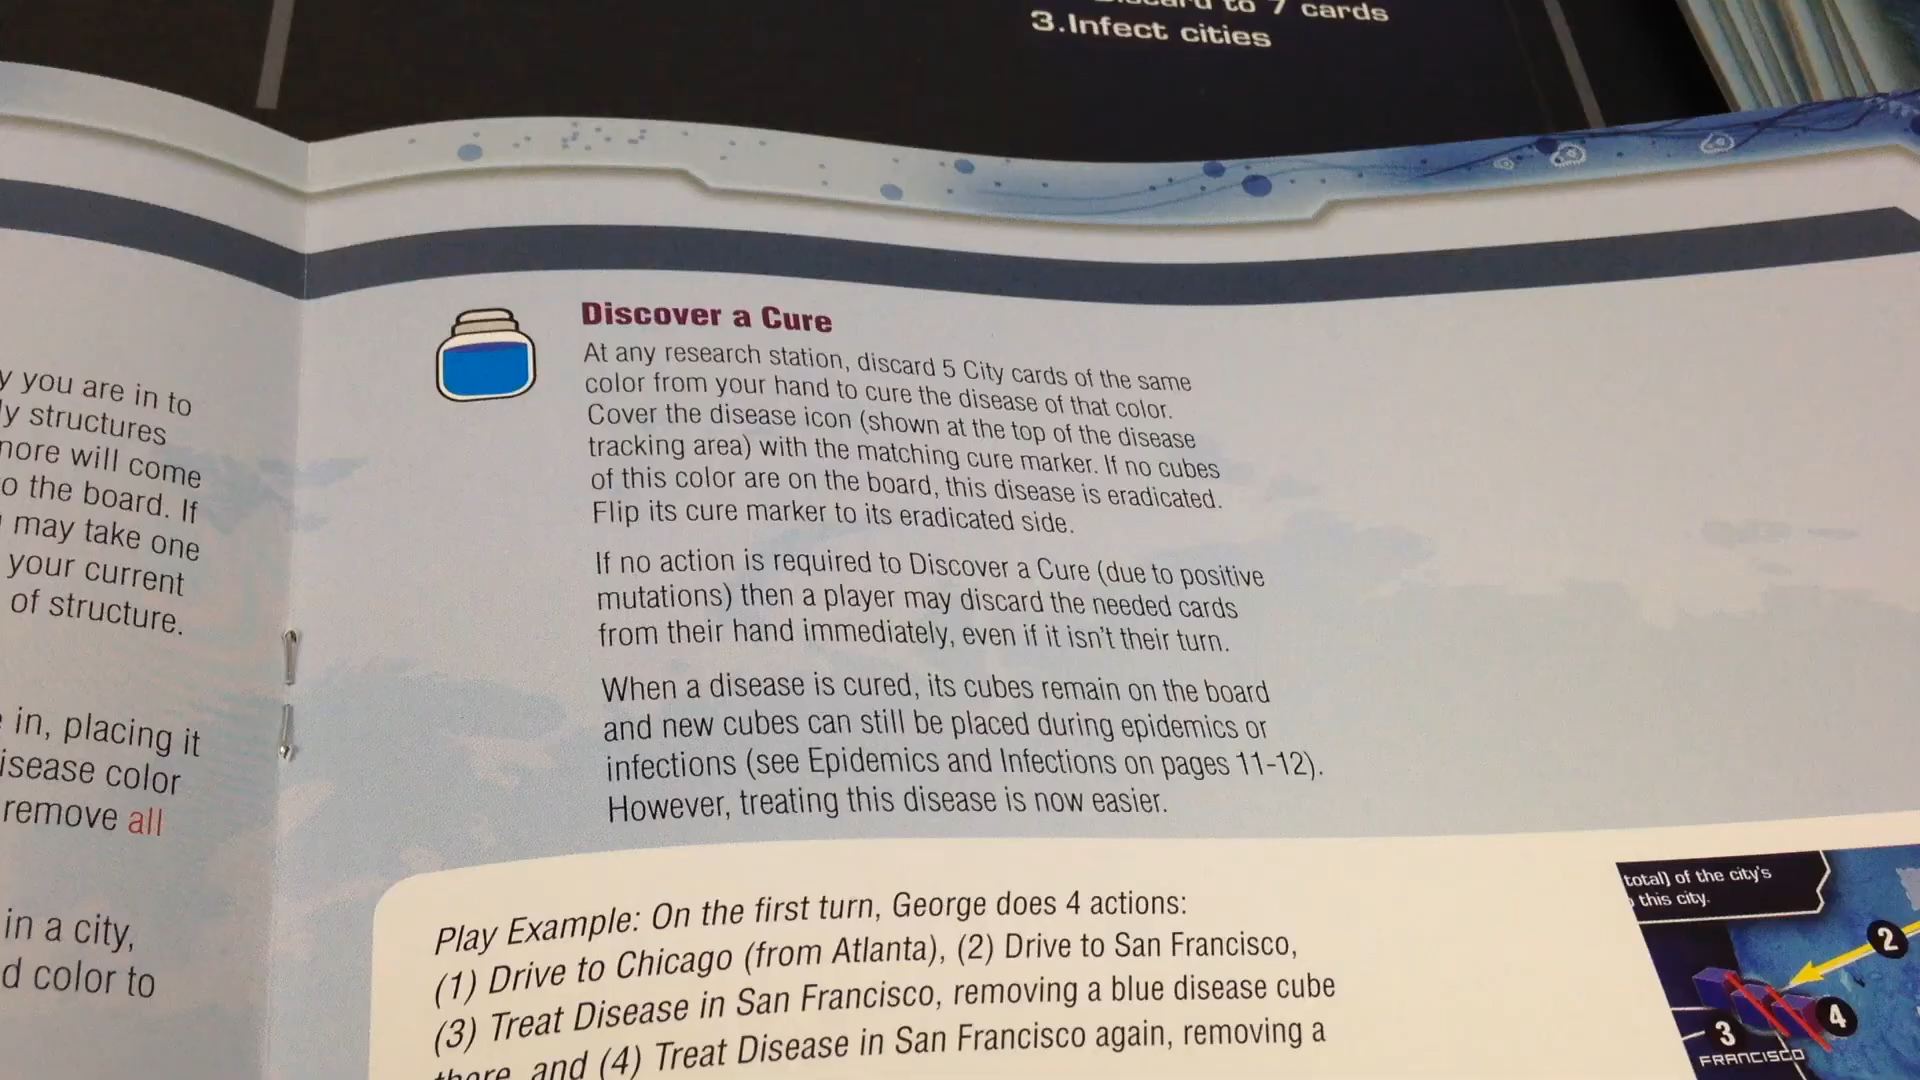 Discard to 7 cards
3.Infect cities
y you are in to
ly structures
more will come
o the board. If
may take one
your current
of structure.
in, placing it
isease color
remove all
in a city,
d color to
Discover a Cure
At any research station, discard 5 City cards of the same
color from your hand to cure the disease of that color.
Cover the disease icon (shown at the top of the disease
tracking area) with the matching cure marker. If no cubes
of this color are on the board, this disease is eradicated.
Flip its cure marker to its eradicated side.
If no action is required to Discover a Cure (due to positive
mutations) then a player may discard the needed cards
from their hand immediately, even if it isn't their turn.
When a disease is cured, its cubes remain on the board
and new cubes can still be placed during epidemics or
infections (see Epidemics and Infections on pages 11-12).
However, treating this disease is now easier.
Play Example: On the first turn, George does 4 actions:
(1) Drive to Chicago (from Atlanta), (2) Drive to San Francisco,
(3) Treat Disease in San Francisco, removing a blue disease cube
there, and (4) Treat Disease in San Francisco again, removing a
total) of the city's
this city.
2
4
3
FRANCISCO